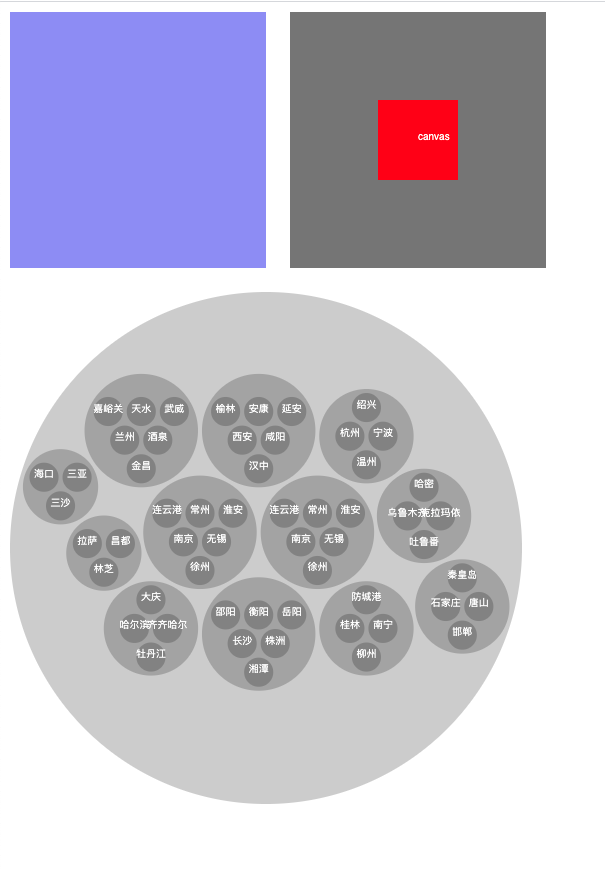 canvas
嘉峪关 天水 武威
兰州 酒泉
金昌
榆林 安康 延安
西安 咸阳
汉中
绍兴
杭州 宁波
温州
海口 三亚
三沙
连云港 常州 淮安
南京 无锡
徐州
连云港 常州 淮安
南京 无锡
徐州
哈密
乌鲁木齐 克拉玛依
吐鲁番
拉萨 昌都
林芝
大庆
哈尔滨 齐齐哈尔
牡丹江
邵阳 衡阳 岳阳
长沙 株洲
湘潭
防城港
桂林 南宁
柳州
秦皇岛
石家庄 唐山
邯郸